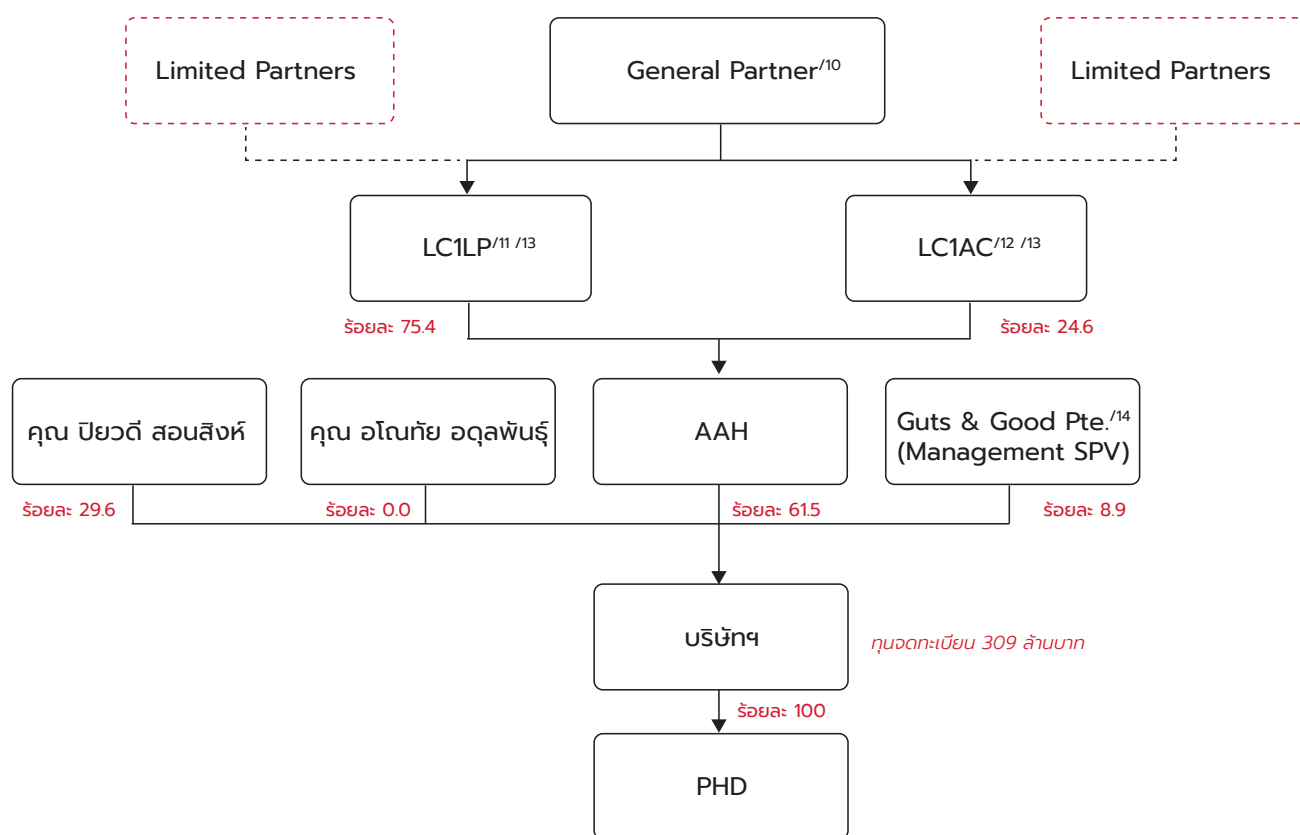 Limited Partners
General Partner/10
Limited Partners
LC1LP/11 /13
LC1AC/12 /13
ร้อยละ 75.4
ร้อยละ 24.6
คุณ ปิยวดี สอนสิงห์
คุณ อโณทัย อดุลพันธุ์
AAH
Guts & Good Pte./14
(Management SPV)
ร้อยละ 29.6
ร้อยละ 0.0
ร้อยละ 61.5
ร้อยละ 8.9
บริษัทฯ
ทุนจดทะเบียน 309 ล้านบาท
ร้อยละ 100
PHD